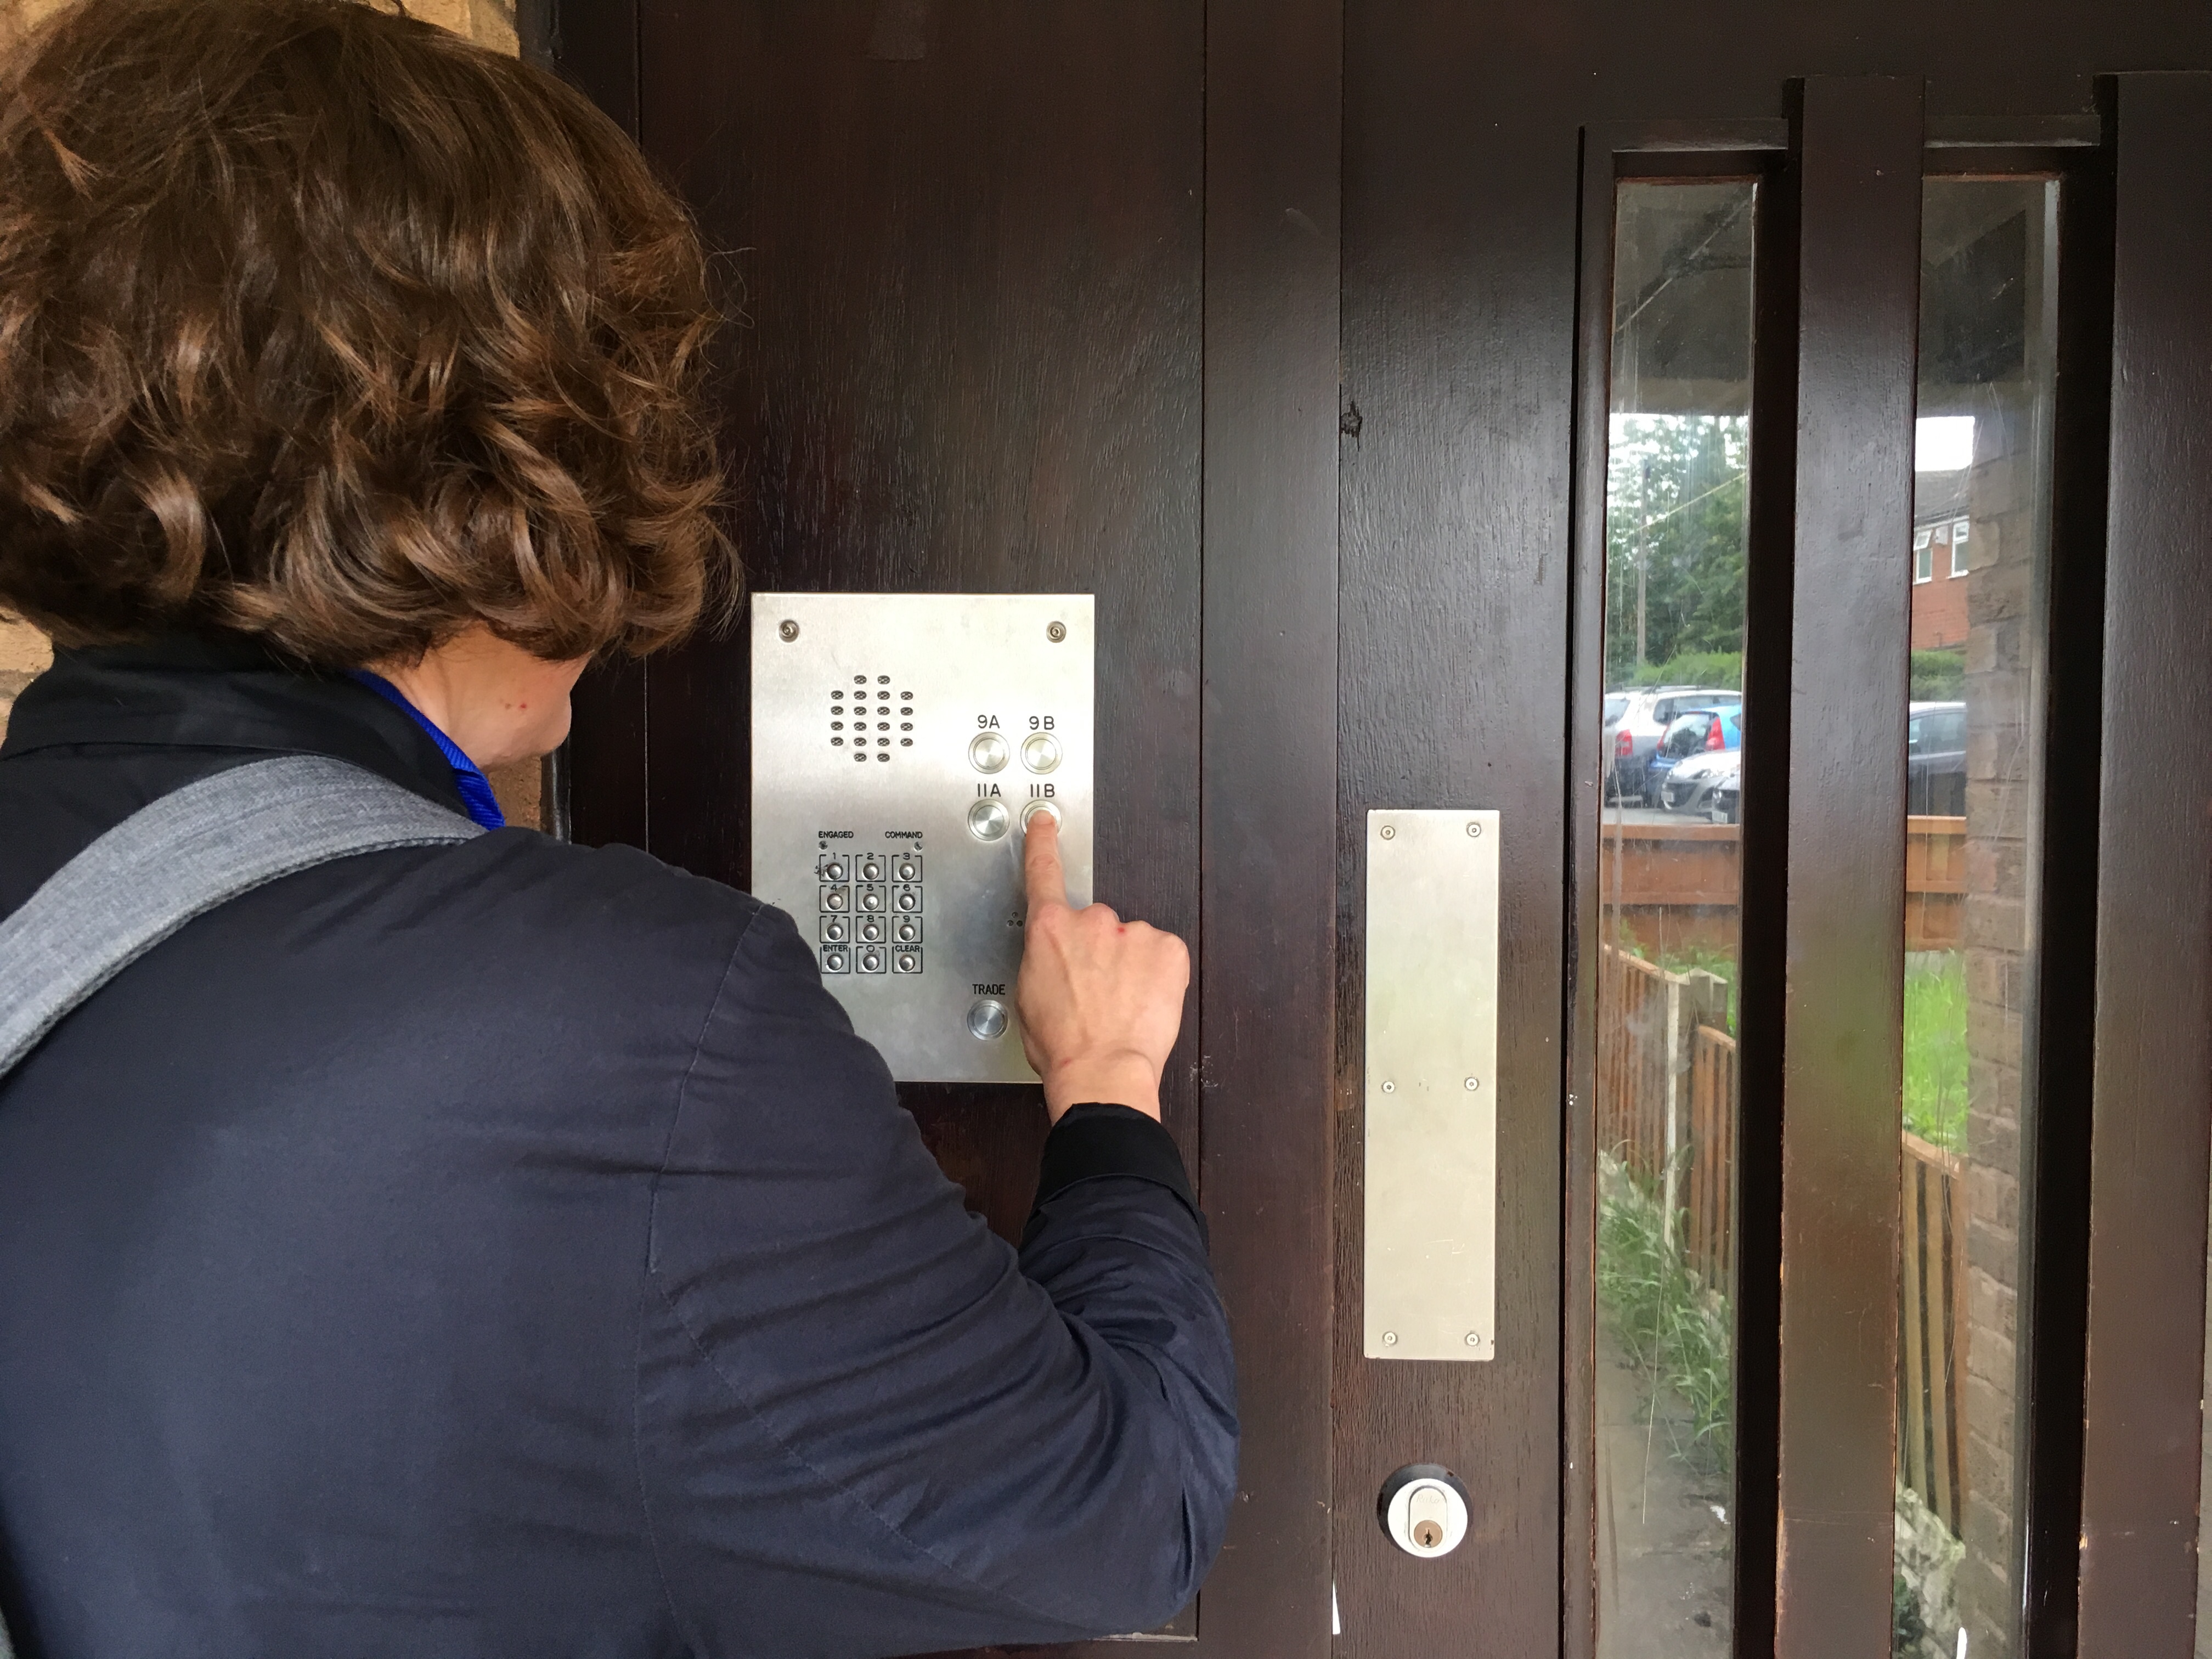 9A 9B
11A 11B
ENGAGED COMMAND
1 2 3
4 5 6
7 8 9
ENTER 0 CLEAR
TRADE